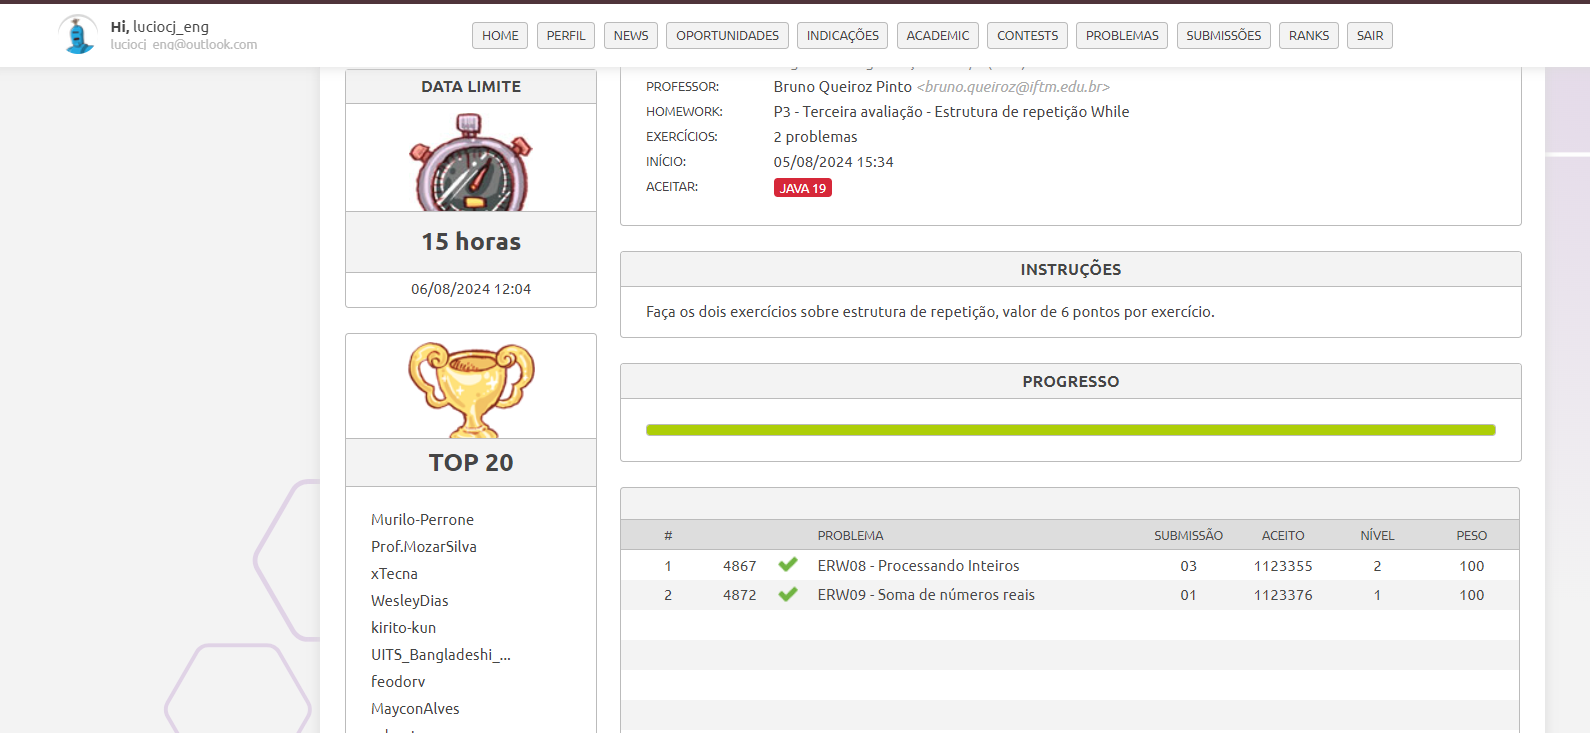 Hi, luciocj_eng
luciocj_eng@outlook.com
HOME PERFIL NEWS OPORTUNIDADES INDICAÇÕES ACADEMIC CONTESTS PROBLEMAS SUBMISSÕES RANKS SAIR
DATA LIMITE
15 horas
06/08/2024 12:04
TOP 20
Murilo-Perrone
Prof.MozarSilva
xTecna
WesleyDias
kirito-kun
UITS_Bangladeshi_...
feodorv
MayconAlves
PROFESSOR: Bruno Queiroz Pinto <bruno.queiroz@iftm.edu.br>
HOMEWORK: P3 - Terceira avaliação - Estrutura de repetição While
EXERCÍCIOS: 2 problemas
INÍCIO: 05/08/2024 15:34
ACEITAR: JAVA 19
INSTRUÇÕES
Faça os dois exercícios sobre estrutura de repetição, valor de 6 pontos por exercício.
PROGRESSO
# PROBLEMA SUBMISSÃO ACEITO NÍVEL PESO
1 4867 ERW08 - Processando Inteiros 03 1123355 2 100
2 4872 ERW09 - Soma de números reais 01 1123376 1 100